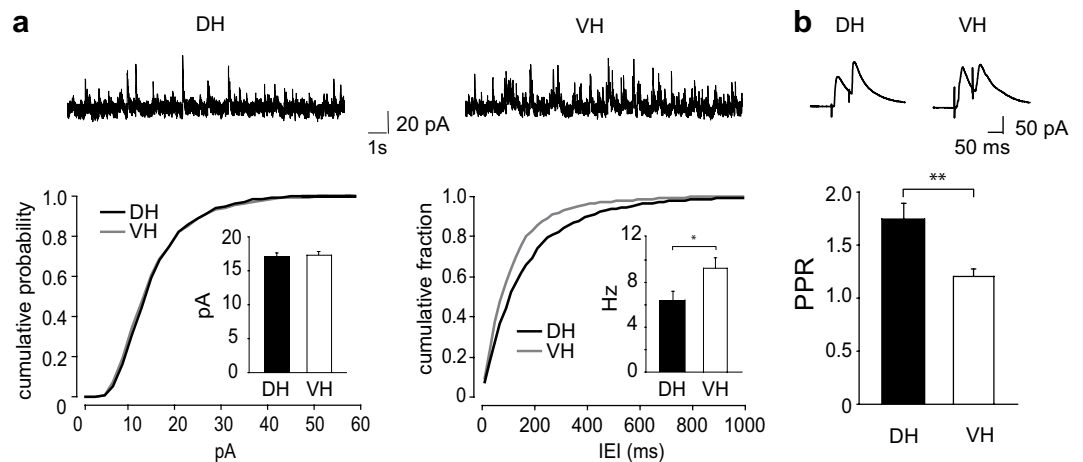 a
DH
VH
20 pA
1s
b
DH
VH
50 pA
50 ms
cumulative probability
1.0
0.8
0.6
0.4
0.2
0
DH
VH
pA
20
15
10
5
0
DH
VH
0
10
20
30
40
50
60
pA
cumulative fraction
1.0
0.8
0.6
0.4
0.2
0
DH
VH
Hz
12
8
4
0
*
DH
VH
0
200
400
600
800
1000
IEI (ms)
PPR
2.0
1.5
1.0
0.5
0
**
DH
VH